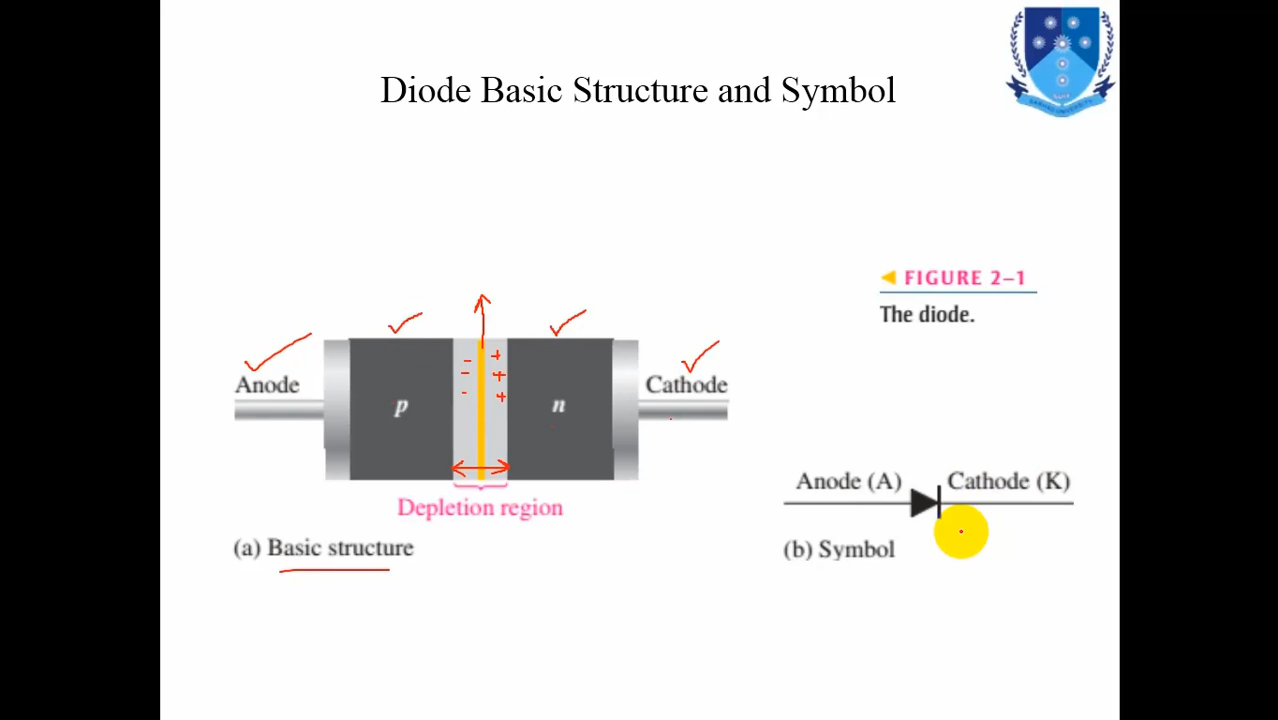 Diode Basic Structure and Symbol
FIGURE 2–1
The diode.
Anode
p
- +
- +
- +
n
Cathode
Depletion region
(a) Basic structure
Anode (A)
Cathode (K)
(b) Symbol